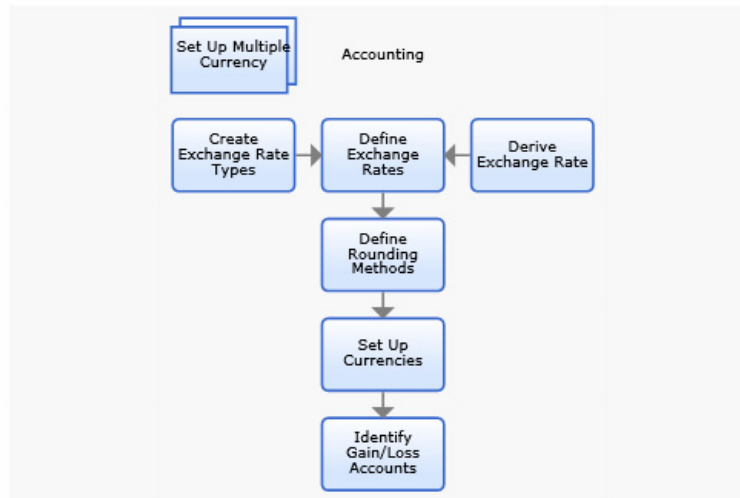 Set Up Multiple
Currency
Accounting
Create
Exchange Rate
Types
Define
Exchange
Rates
Derive
Exchange Rate
Define
Rounding
Methods
Set Up
Currencies
Identify
Gain/Loss
Accounts